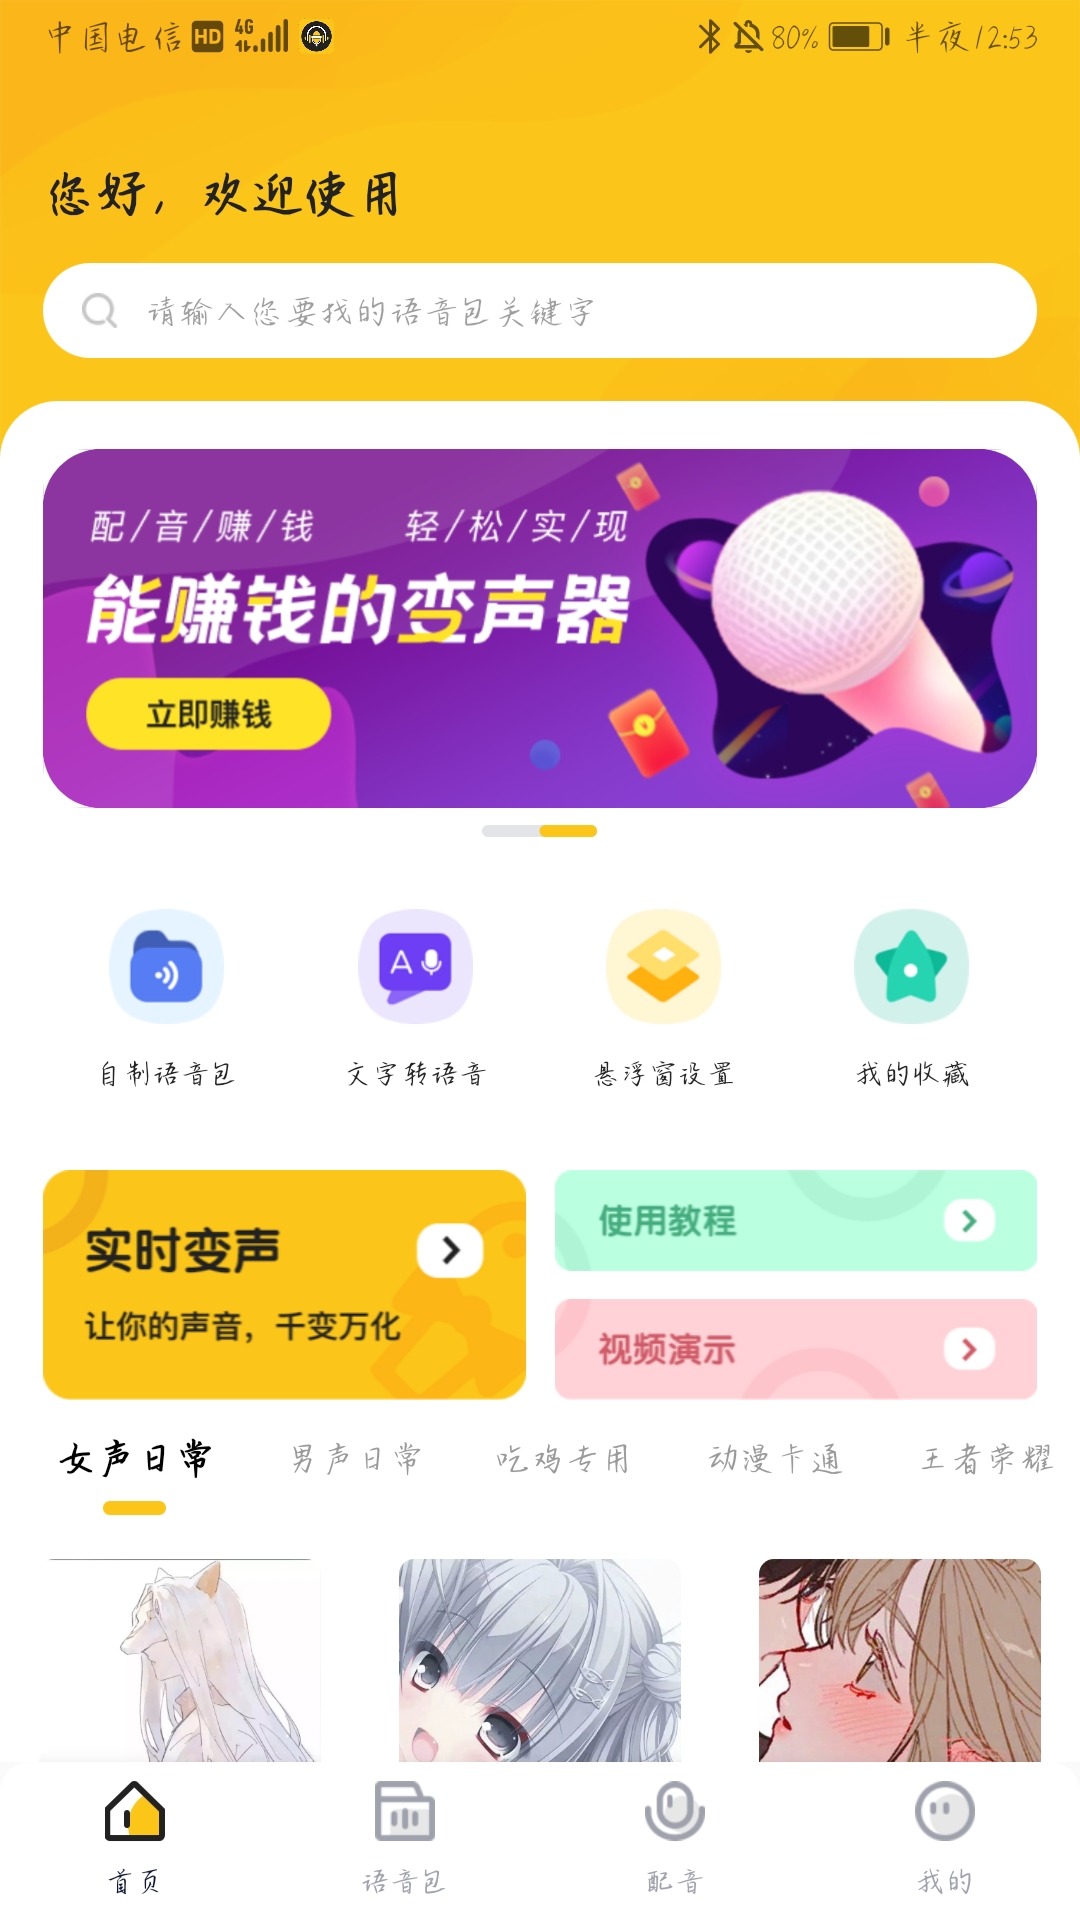 中国电信 HD 4G 80% 半夜12:53
您好，欢迎使用
请输入您要找的语音包关键字
配/音/赚/钱 轻/松/实/现
能赚钱的变声器
立即赚钱
自制语音包 文字转语音 悬浮窗设置 我的收藏
实时变声
让你的声音，千变万化
使用教程
视频演示
女声日常 男声日常 吃鸡专用 动漫卡通 王者荣耀
首页 语音包 配音 我的